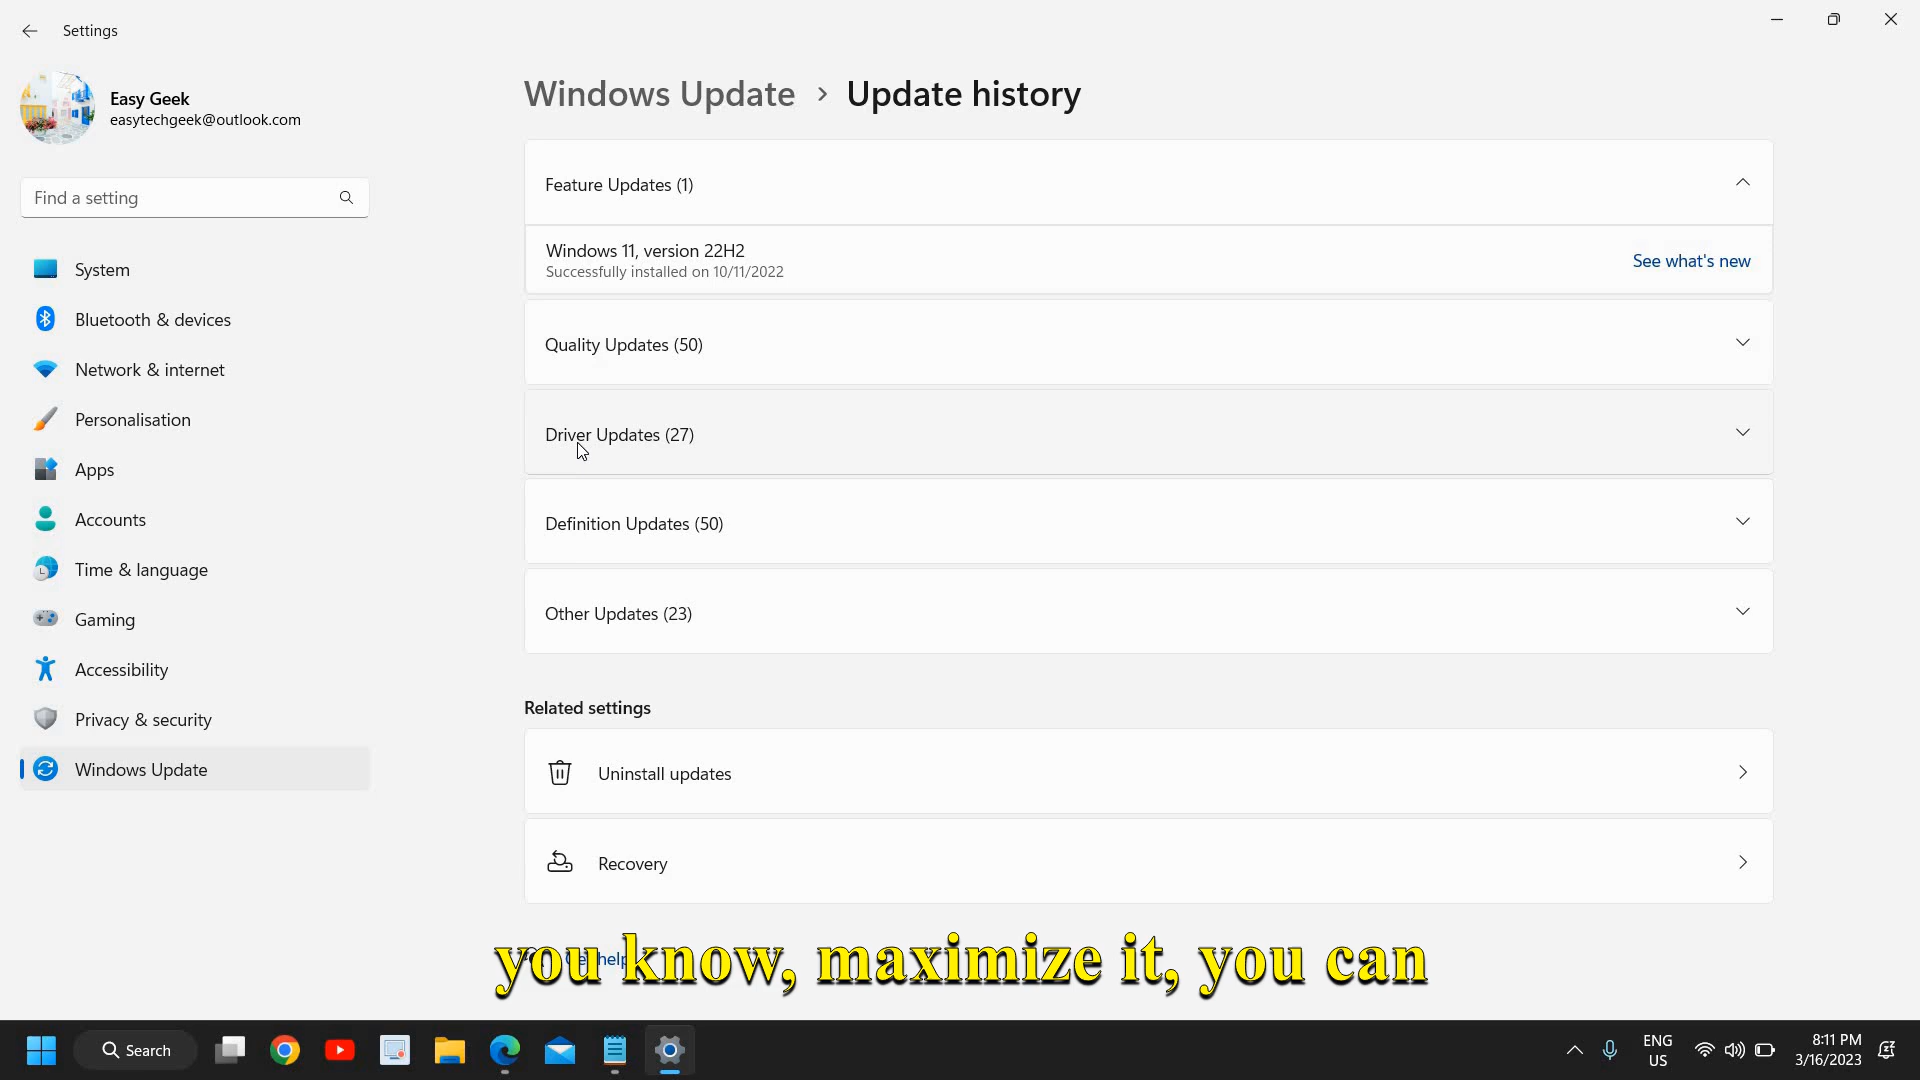 Settings
Easy Geek
easytechgeek@outlook.com
Find a setting
System
Bluetooth & devices
Network & internet
Personalisation
Apps
Accounts
Time & language
Gaming
Accessibility
Privacy & security
Windows Update
Windows Update > Update history
Feature Updates (1)
Windows 11, version 22H2
Successfully installed on 10/11/2022
See what's new
Quality Updates (50)
Driver Updates (27)
Definition Updates (50)
Other Updates (23)
Related settings
Uninstall updates
Recovery
Get help
you know, maximize it, you can
Search
ENG
US
8:11 PM
3/16/2023